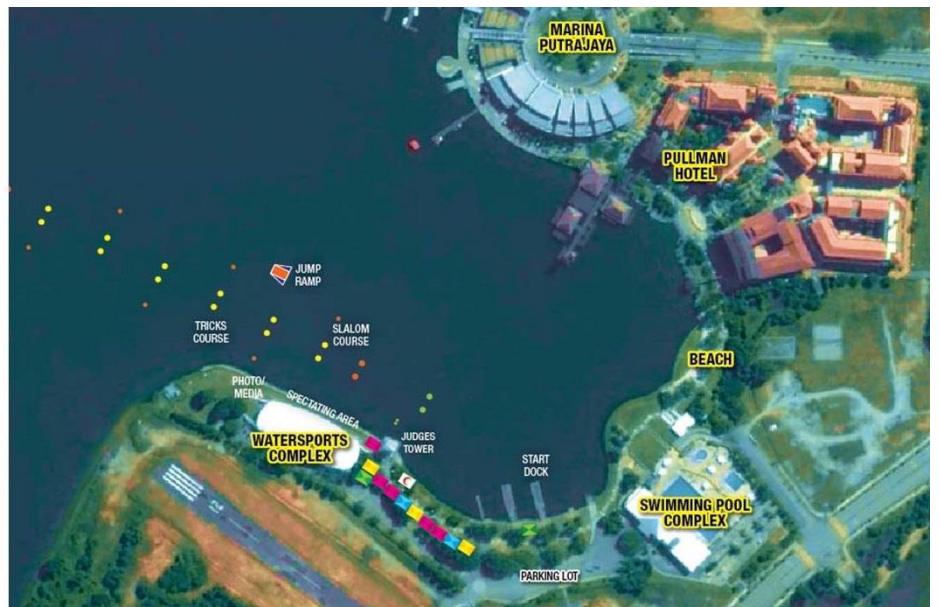 MARINA
PUTRAJAYA
PULLMAN
HOTEL
JUMP
RAMP
TRICKS
COURSE
SLALOM
COURSE
BEACH
PHOTO/
MEDIA
SPECTATING AREA
WATERSPORTS
COMPLEX
JUDGES
TOWER
START
DOCK
SWIMMING POOL
COMPLEX
PARKING LOT